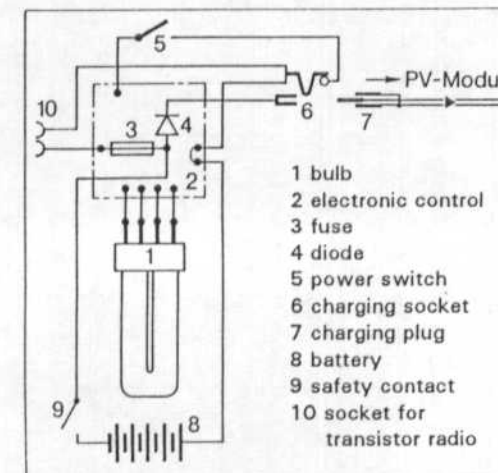 5
→ PV-Modu
10
6
7
3
4
2
1
9
8
1 bulb
2 electronic control
3 fuse
4 diode
5 power switch
6 charging socket
7 charging plug
8 battery
9 safety contact
10 socket for
transistor radio